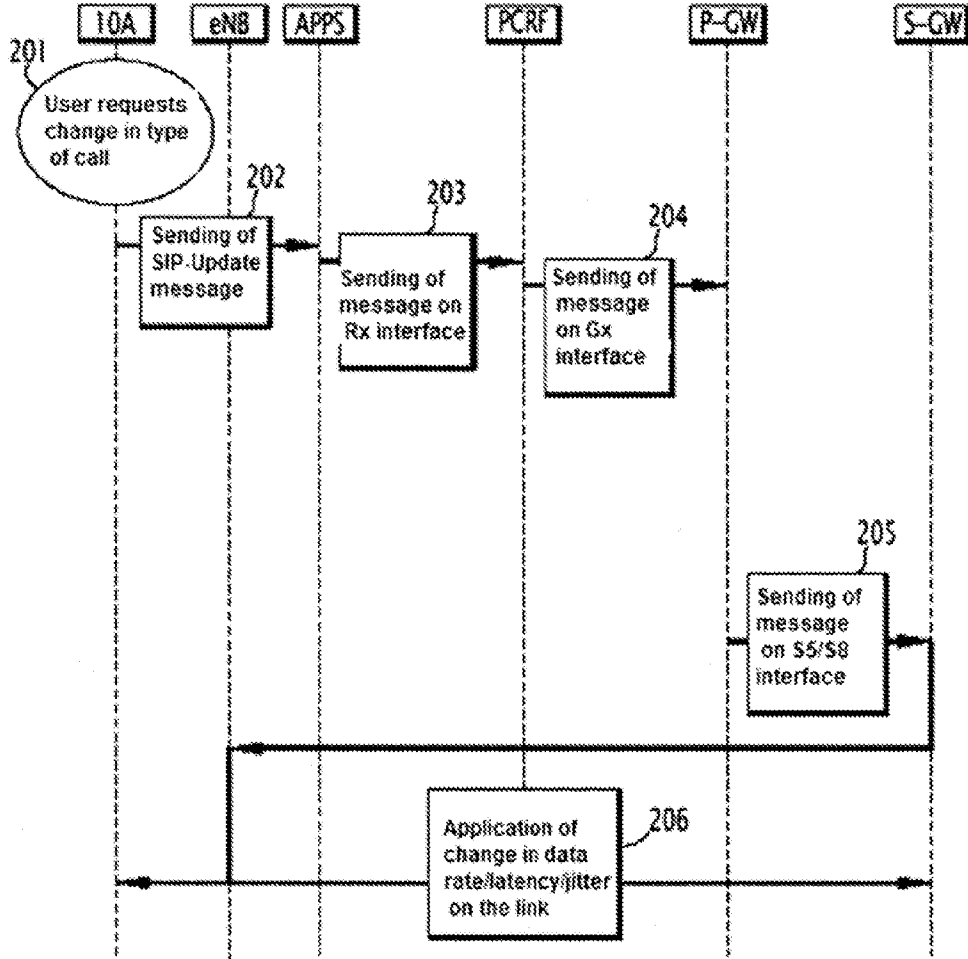 10A eNB APPS PCRF P-GW S-GW
201
User requests
change in type
of call
202
Sending of
SIP-Update
message
203
Sending of
message on
Rx interface
204
Sending of
message
on Gx
interface
205
Sending of
message
on S5/S8
interface
206
Application of
change in data
rate/latency/jitter
on the link